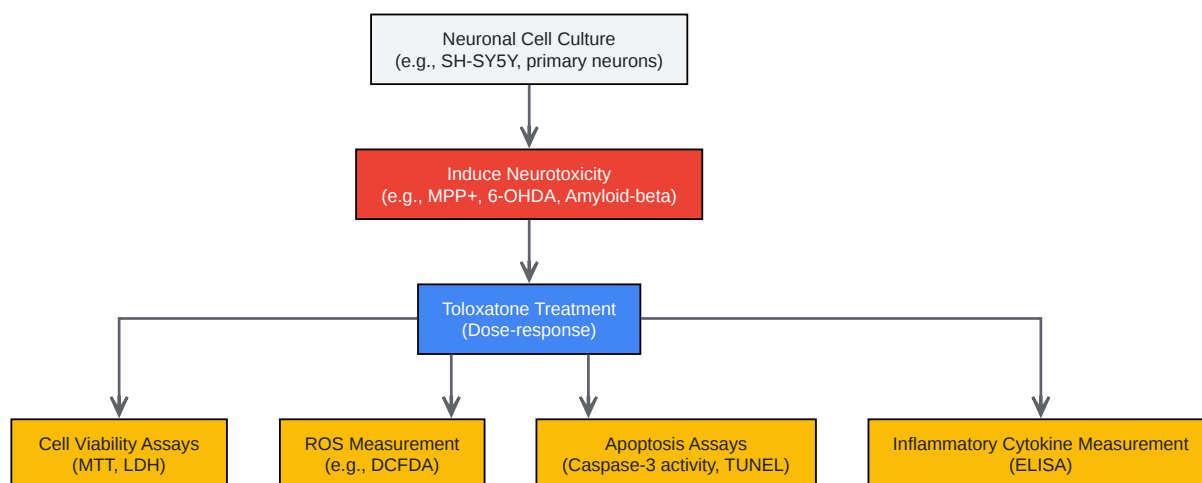 Neuronal Cell Culture
(e.g., SH-SY5Y, primary neurons)
Induce Neurotoxicity
(e.g., MPP+, 6-OHDA, Amyloid-beta)
Toloxatone Treatment
(Dose-response)
Cell Viability Assays
(MTT, LDH)
ROS Measurement
(e.g., DCFDA)
Apoptosis Assays
(Caspase-3 activity, TUNEL)
Inflammatory Cytokine Measurement
(ELISA)